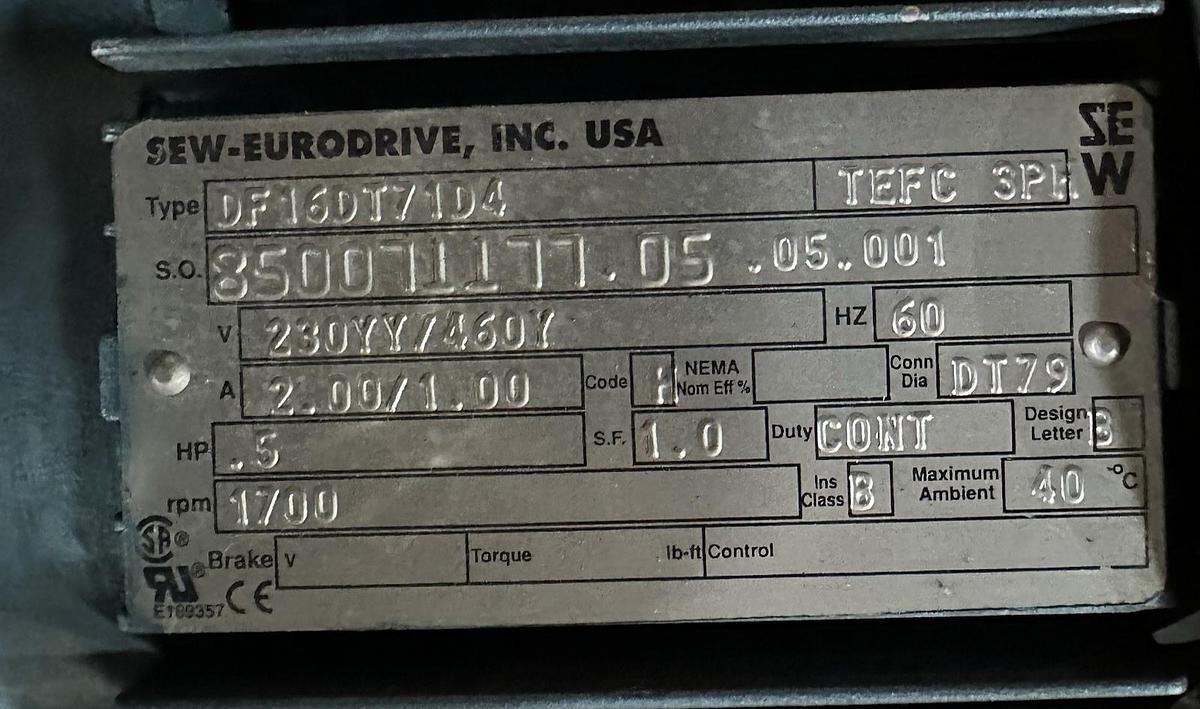 SEW-EURODRIVE, INC. USA SEW
Type DF16DT71D4 TEFC 3PH
S.O. 850071177.05.05.001
V 230YY/460Y HZ 60
A 2.00/1.00 Code NEMA Nom Eff % Conn Dia DT79
HP .5 S.F. 1.0 Duty CONT Design Letter B
rpm 1700 Ins Class B Maximum Ambient 40 °C
Brake V Torque lb-ft Control
E189357 CE